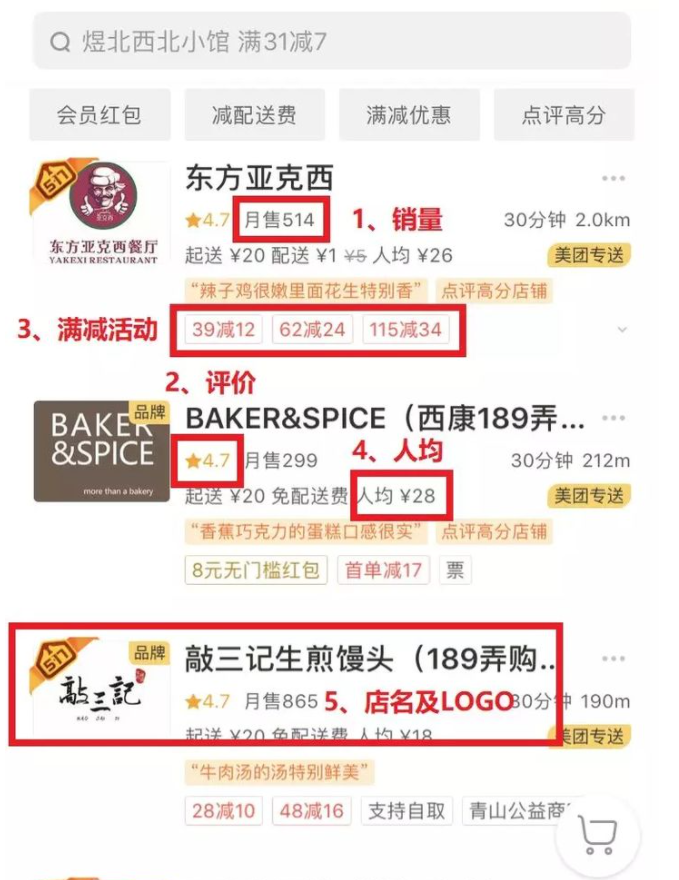 煜北西北小馆 满31减7
会员红包 减配送费 满减优惠 点评高分
517
东方亚克西餐厅
YAKEXI RESTAURANT
东方亚克西
4.7 月售514 1、销量 30分钟 2.0km
起送 ¥20 配送 ¥1 ¥5 人均 ¥26 美团专送
“辣子鸡很嫩里面花生特别香” 点评高分店铺
3、满减活动 39减12 62减24 115减34
2、评价
品牌
BAKER
&SPICE
more than a bakery
BAKER&SPICE（西康189弄...
4、人均
4.7 月售299 30分钟 212m
起送 ¥20 免配送费 人均 ¥28 美团专送
“香蕉巧克力的蛋糕口感很实” 点评高分店铺
8元无门槛红包 首单减17 票
517 品牌
敲三記
敲三记生煎馒头（189弄购...
4.7 月售865 5、店名及LOGO 30分钟 190m
起送 ¥20 免配送费 人均 ¥18 美团专送
“牛肉汤的汤特别鲜美”
28减10 48减16 支持自取 青山公益商